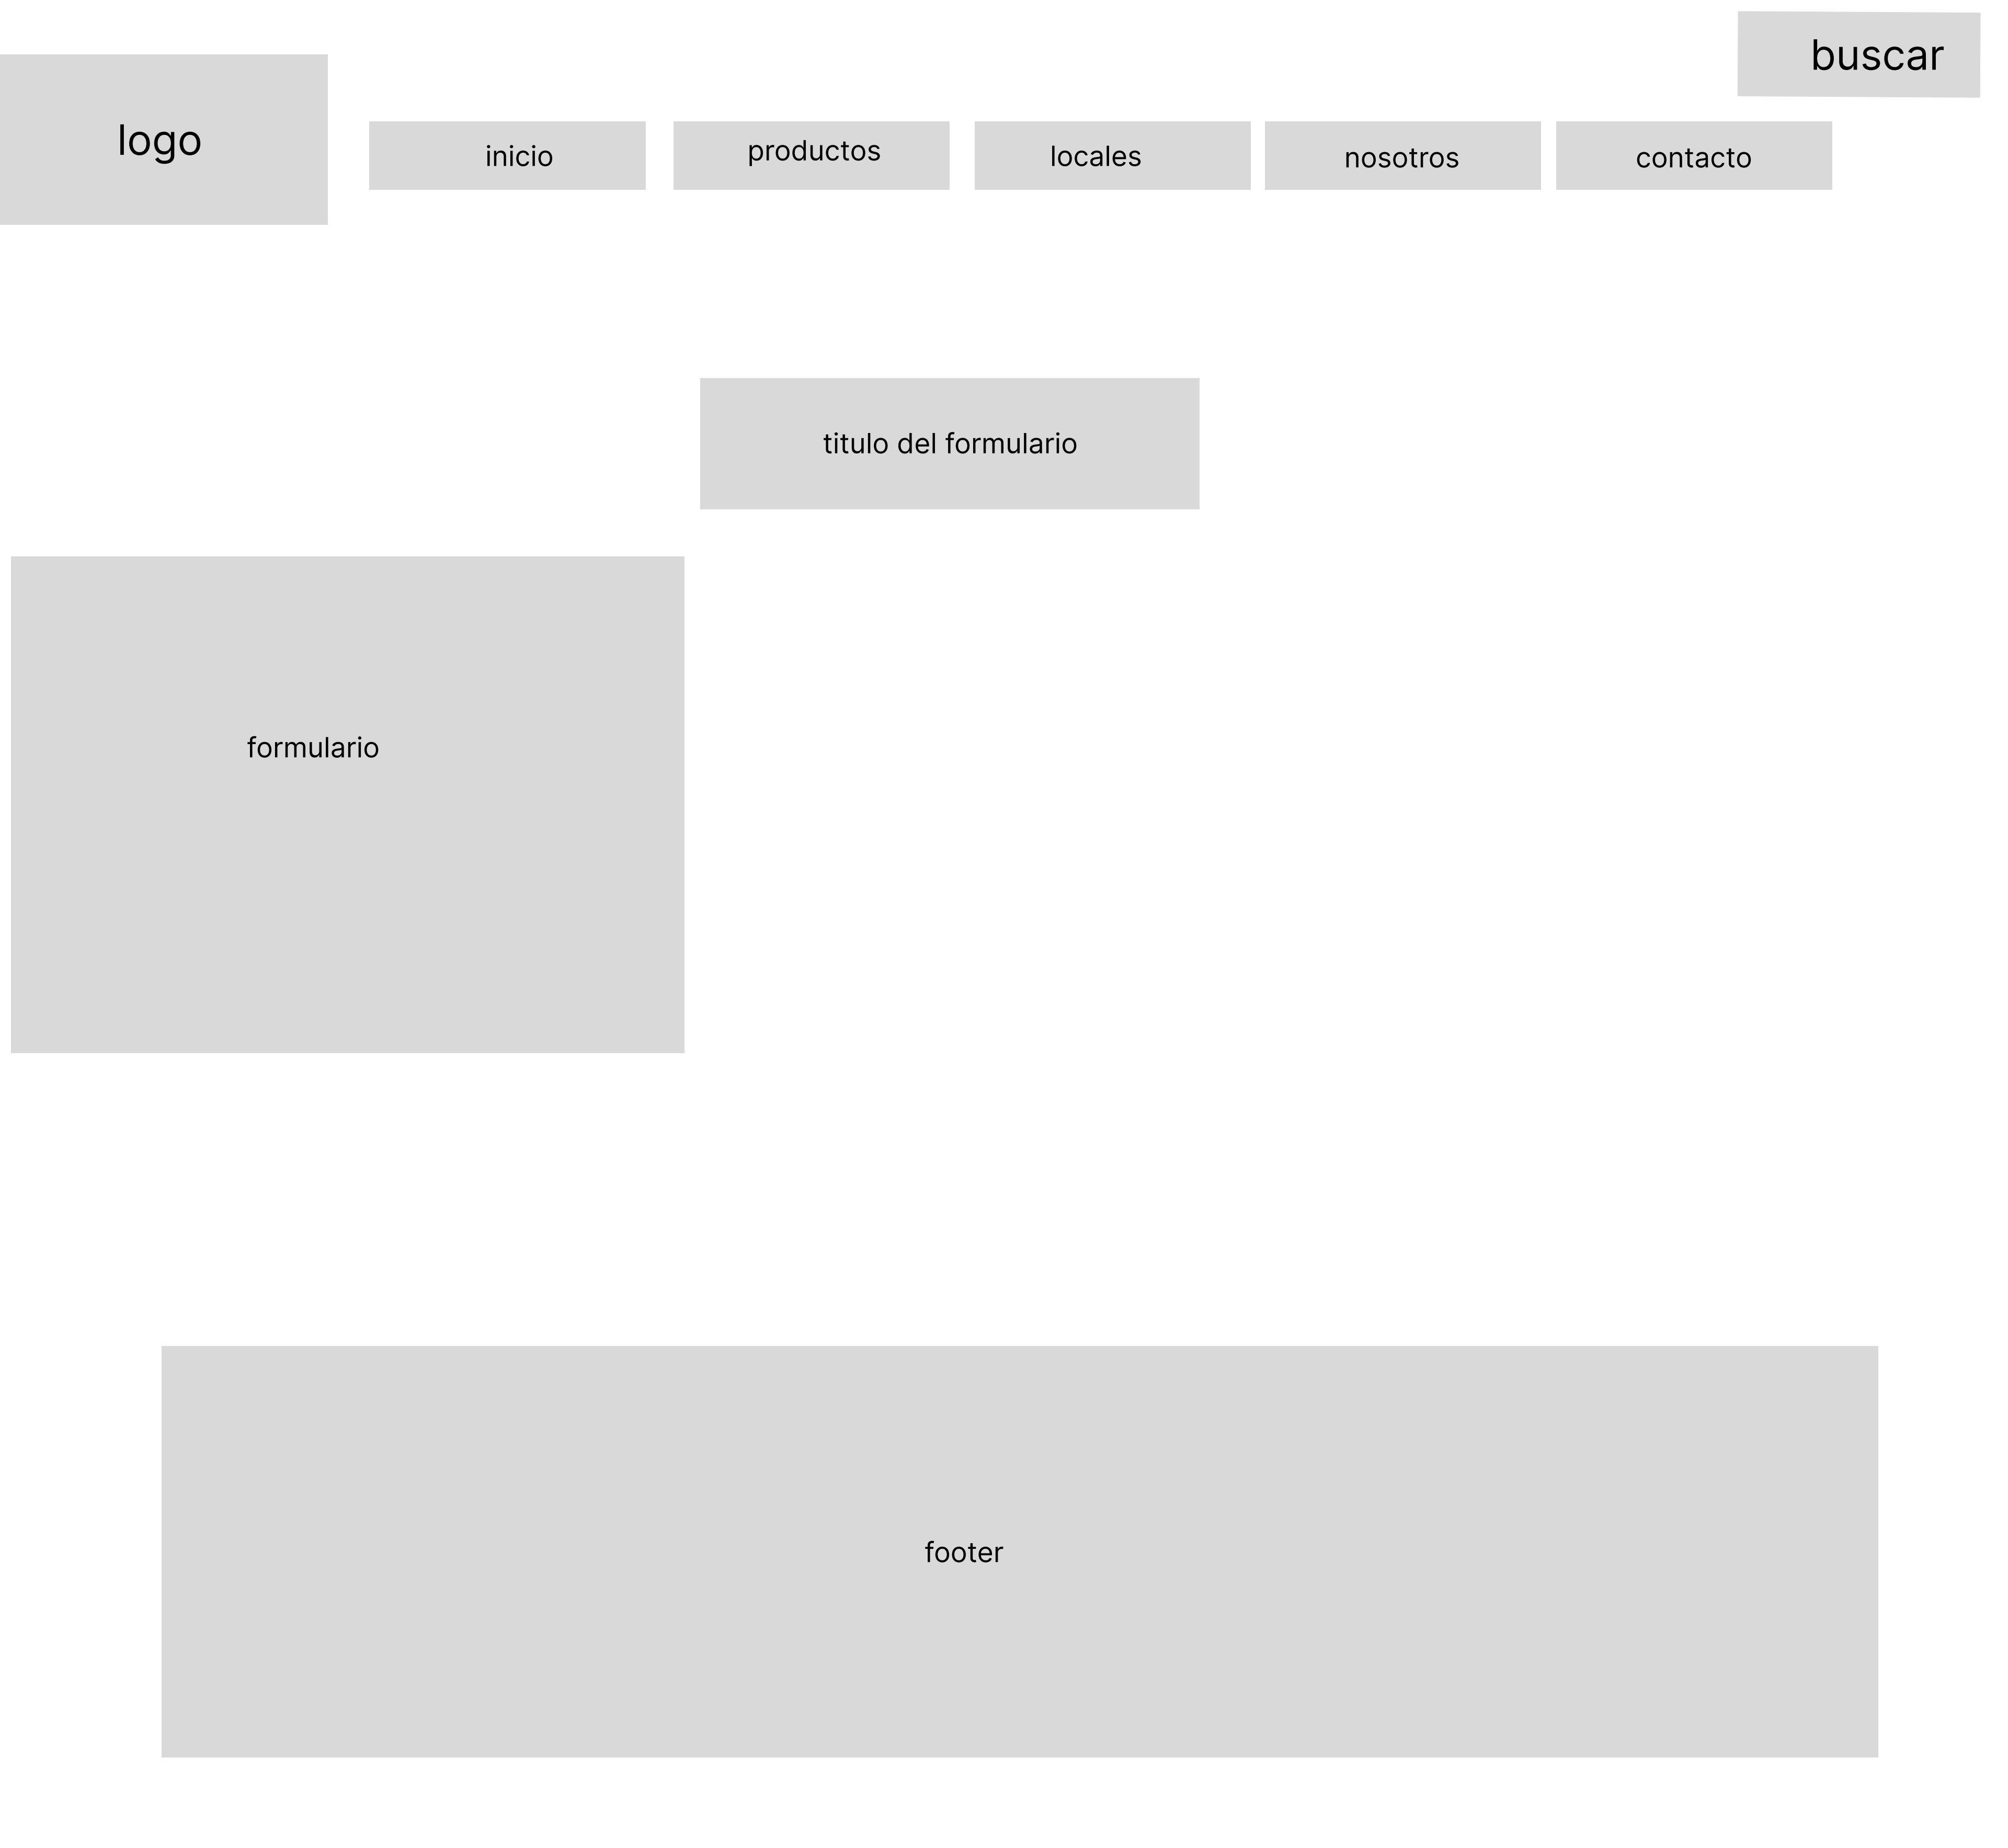 buscar
logo
inicio
productos
locales
nosotros
contacto
titulo del formulario
formulario
footer